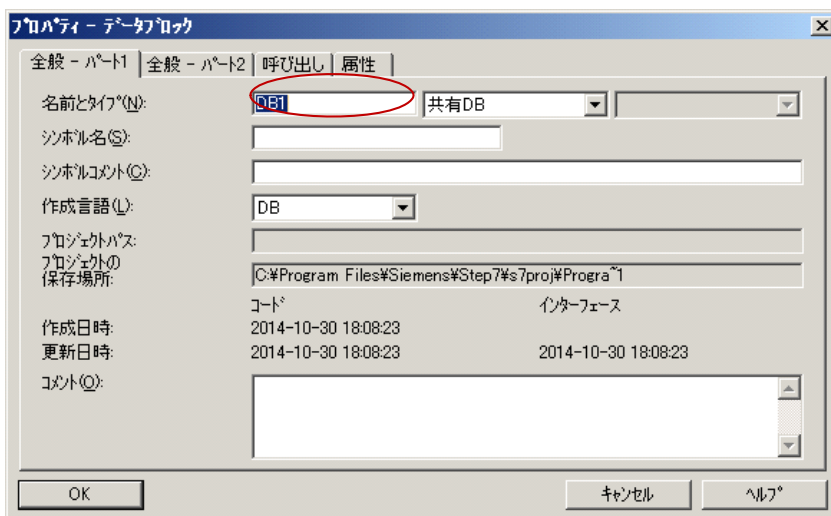 ﾌﾟﾛﾊﾟﾃｨ - ﾃﾞｰﾀﾌﾞﾛｯｸ
全般 - ﾊﾟｰﾄ1 全般 - ﾊﾟｰﾄ2 呼び出し 属性
名前とﾀｲﾌﾟ(N): DB1 共有DB
ｼﾝﾎﾞﾙ名(S):
ｼﾝﾎﾞﾙｺﾒﾝﾄ(C):
作成言語(L): DB
ﾌﾟﾛｼﾞｪｸﾄﾊﾟｽ:
ﾌﾟﾛｼﾞｪｸﾄの
保存場所: C:¥Program Files¥Siemens¥Step7¥s7proj¥Progra~1
ｺｰﾄﾞ ｲﾝﾀｰﾌｪｰｽ
作成日時: 2014-10-30 18:08:23
更新日時: 2014-10-30 18:08:23 2014-10-30 18:08:23
ｺﾒﾝﾄ(O):
OK ｷｬﾝｾﾙ ﾍﾙﾌﾟ